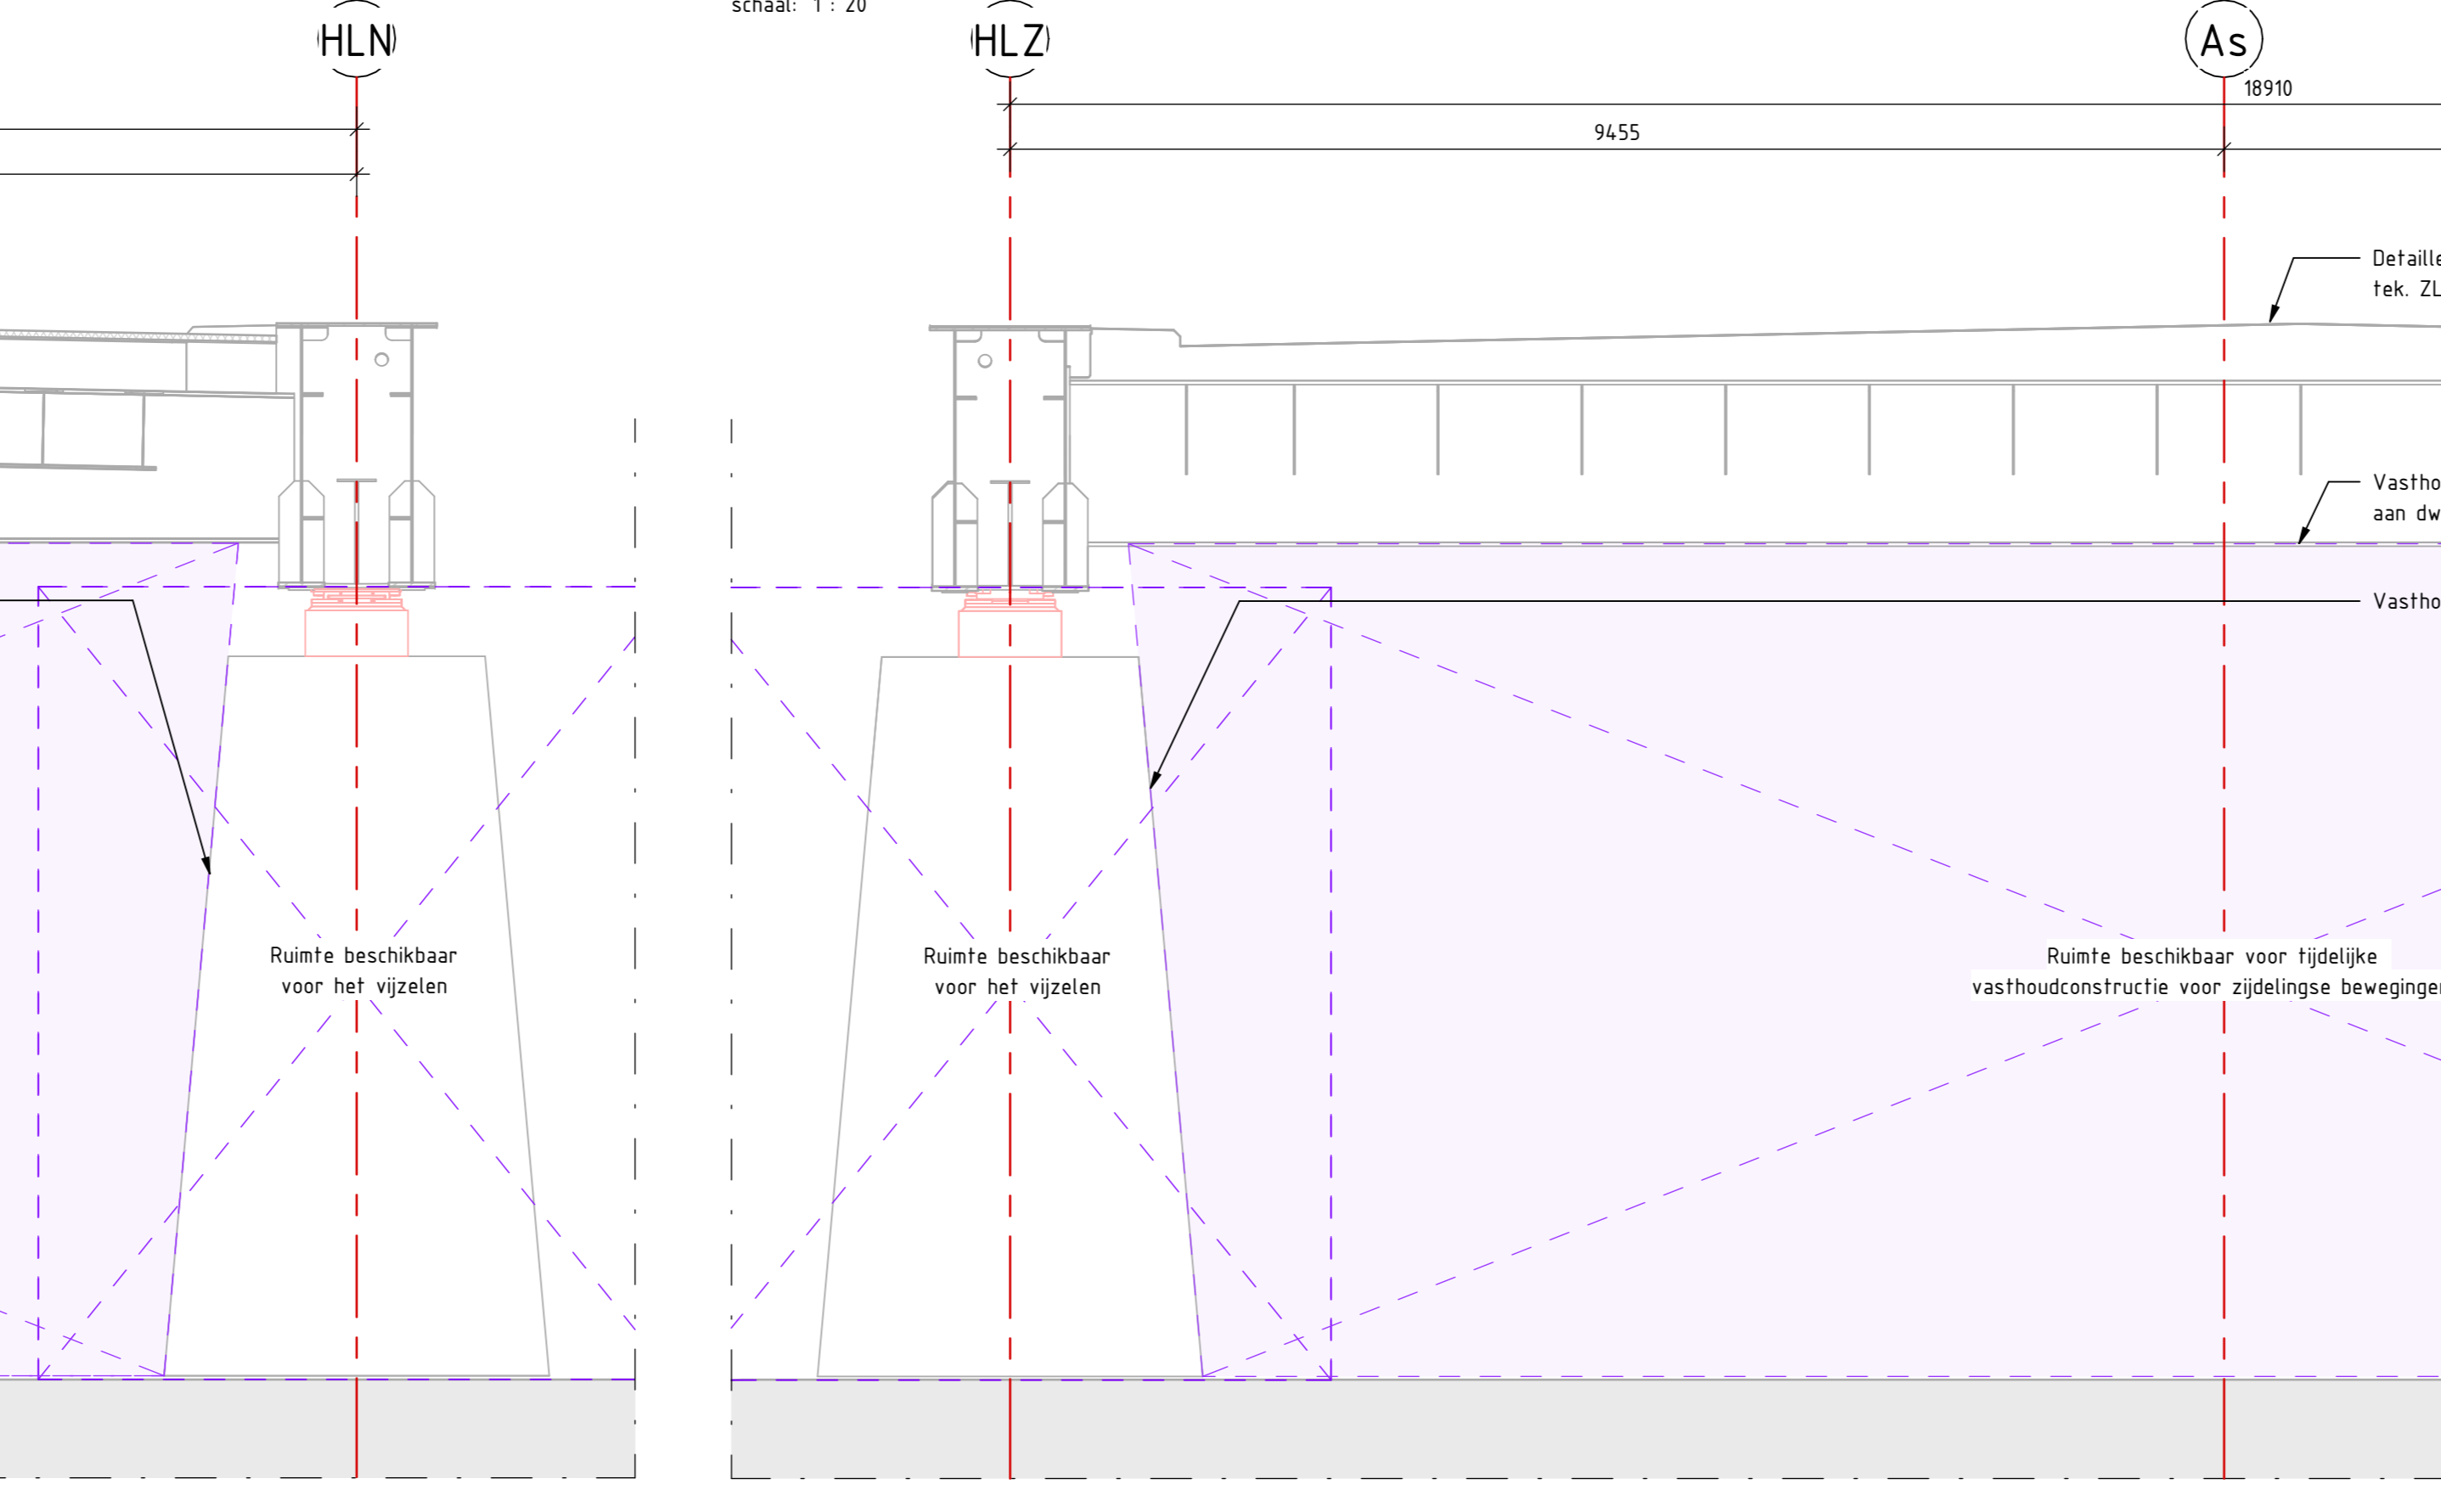 schaal: 1 : 20
HLN
HLZ
As
18910
9455
Detaille
tek. ZL
Vastho
aan dw
Vastho
Ruimte beschikbaar
voor het vijzelen
Ruimte beschikbaar
voor het vijzelen
Ruimte beschikbaar voor tijdelijke
vasthoudconstructie voor zijdelingse bewegingen